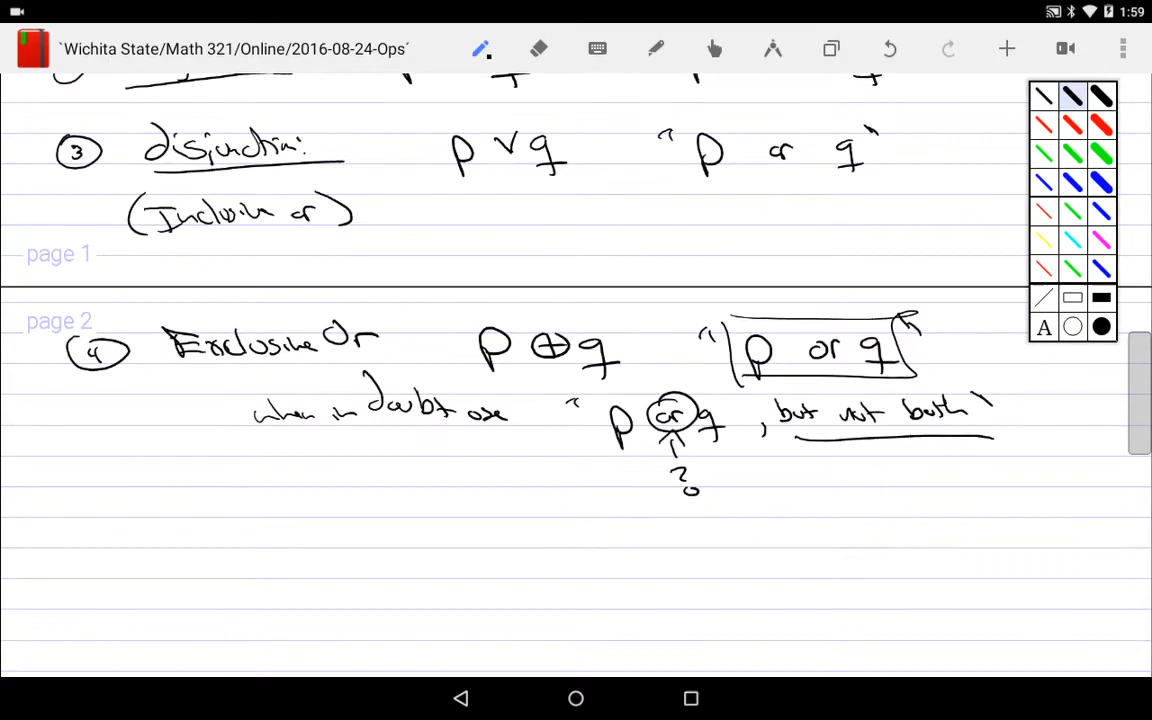 1:59
`Wichita State/Math 321/Online/2016-08-24-Ops´
③ disjunction: p ∨ q "p or q"
(Inclusive or)
page 1
page 2
④ Exclusive Or p ⊕ q "p or q"
when in doubt use "p or q, but not both"
?
A